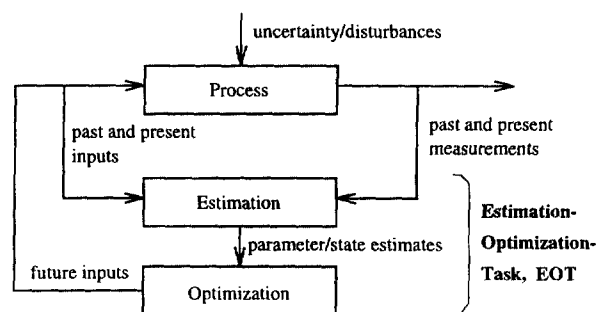 uncertainty/disturbances
Process
past and present
inputs
past and present
measurements
Estimation
Estimation-
Optimization-
Task, EOT
parameter/state estimates
future inputs
Optimization